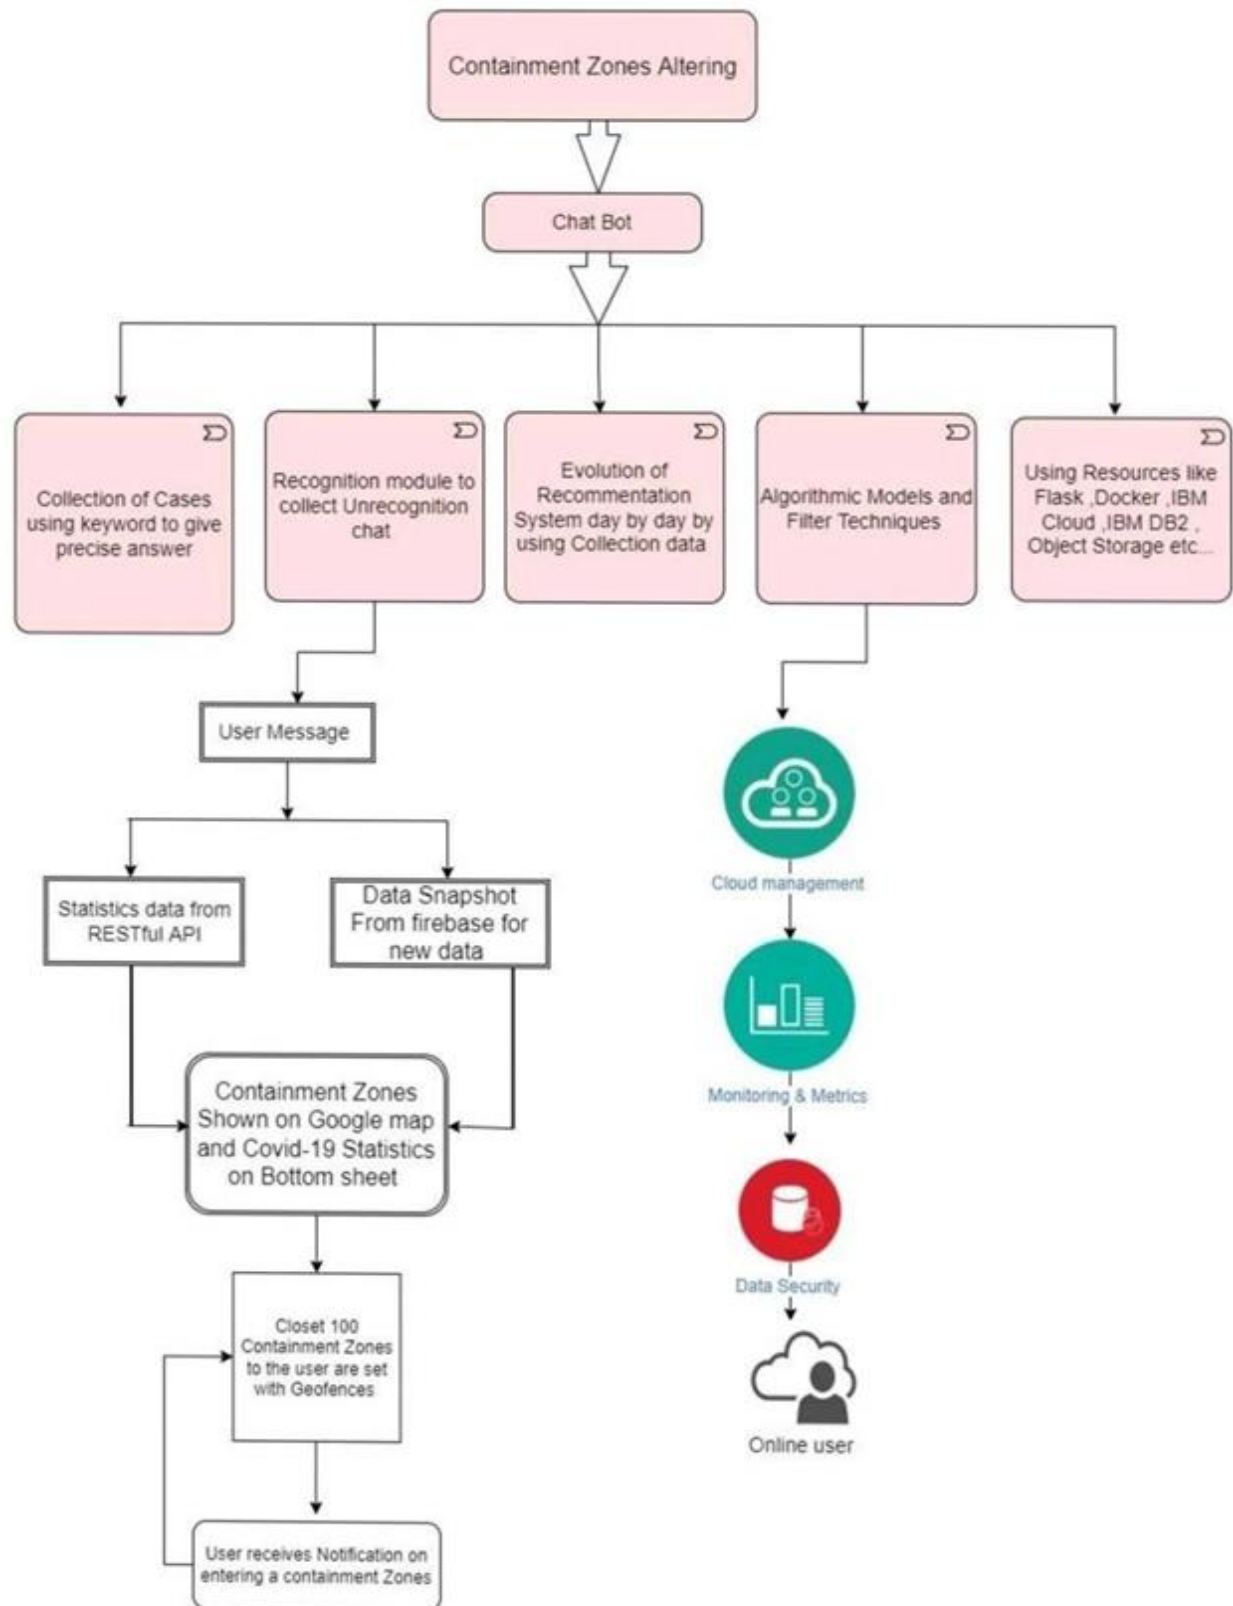 Containment Zones Altering
Chat Bot
Collection of Cases
using keyword to give
precise answer
Recognition module to
collect Unrecognition
chat
Evolution of
Recommentation
System day by day by
using Collection data
Algorithmic Models and
Filter Techniques
Using Resources like
Flask ,Docker ,IBM
Cloud ,IBM DB2 ,
Object Storage etc...
User Message
Statistics data from
RESTful API
Data Snapshot
From firebase for
new data
Containment Zones
Shown on Google map
and Covid-19 Statistics
on Bottom sheet
Closet 100
Containment Zones
to the user are set
with Geofences
User receives Notification on
entering a containment Zones
Cloud management
Monitoring & Metrics
Data Security
Online user